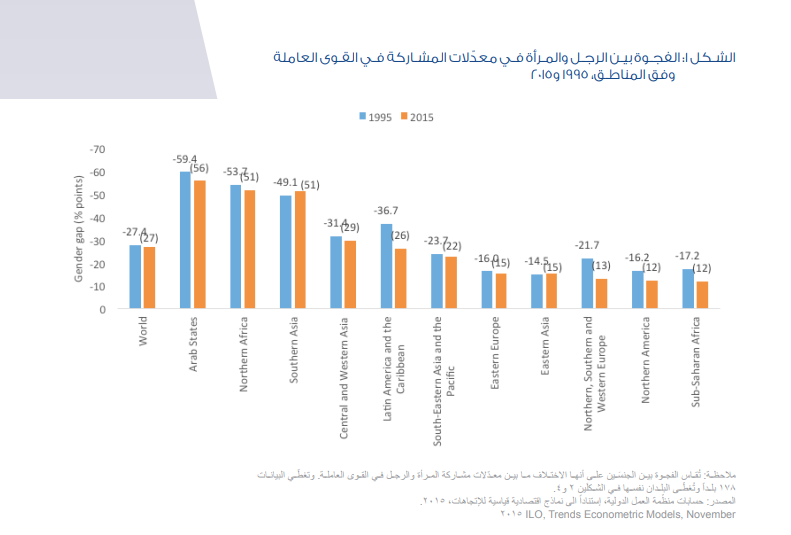 الشكل ١: الفجوة بين الرجل والمرأة في معدّلات المشاركة في القوى العاملة
وفق المناطق، ١٩٩٥ و٢٠١٥
1995 2015
Gender gap (% points)
-70
-60
-50
-40
-30
-20
-10
0
-27.4 (27)
-59.4 (56)
-53.7 (51)
-49.1 (51)
-31.4 (29)
-36.7 (26)
-23.7 (22)
-16.0 (15)
-14.5 (15)
-21.7 (13)
-16.2 (12)
-17.2 (12)
World
Arab States
Northern Africa
Southern Asia
Central and Western Asia
Latin America and the
Caribbean
South-Eastern Asia and the
Pacific
Eastern Europe
Eastern Asia
Northern, Southern and
Western Europe
Northern America
Sub-Saharan Africa
ملاحظة: تُقاس الفجوة بين الجنسَين على أنها الاختلاف ما بين معدّلات مشاركة المرأة والرجل في القوى العاملة. وتغطّي البيانات
١٧٨ بلداً وتُغطّى البلدان نفسها في الشكلَين ٢ و٤.
المصدر: حسابات منظّمة العمل الدولية، إستناداً الى نماذج اقتصادية قياسية للإتجاهات، ٢٠١٥.
ILO, Trends Econometric Models, November ٢٠١٥